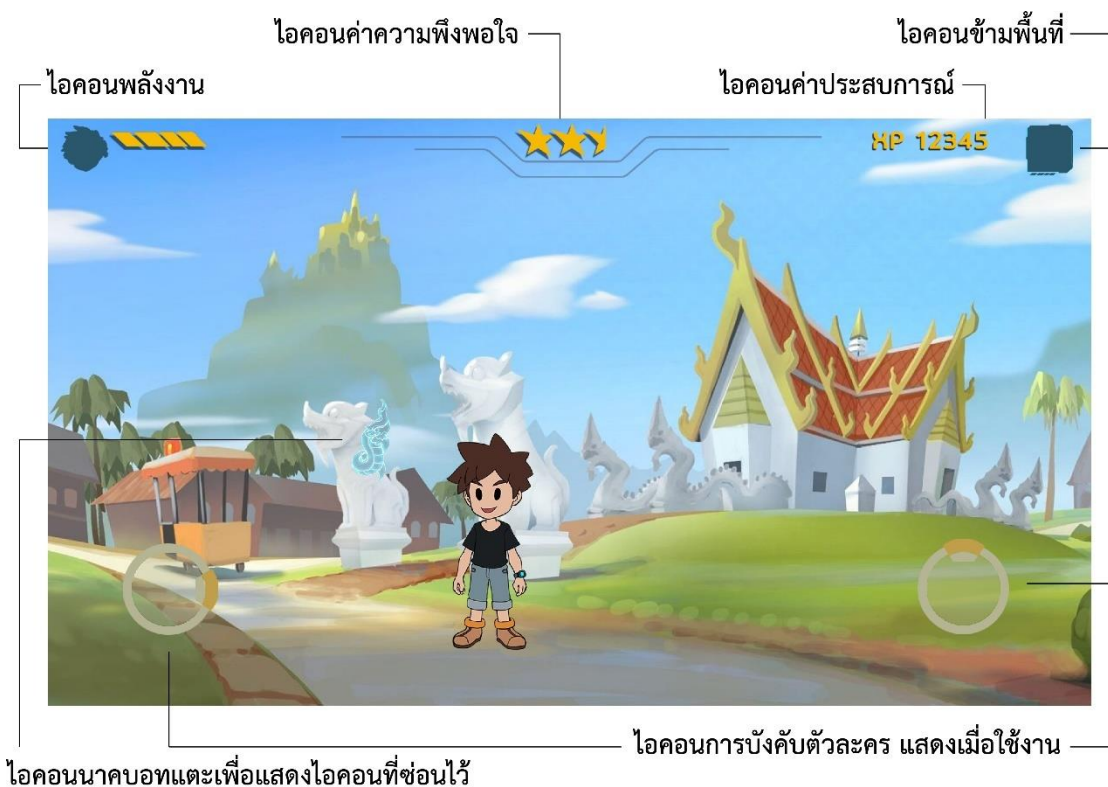 ไอคอนค่าความพึงพอใจ
ไอคอนข้ามพื้นที่
ไอคอนพลังงาน
ไอคอนค่าประสบการณ์
XP 12345
ไอคอนการบังคับตัวละคร แสดงเมื่อใช้งาน
ไอคอนนาคบอทแตะเพื่อแสดงไอคอนที่ซ่อนไว้